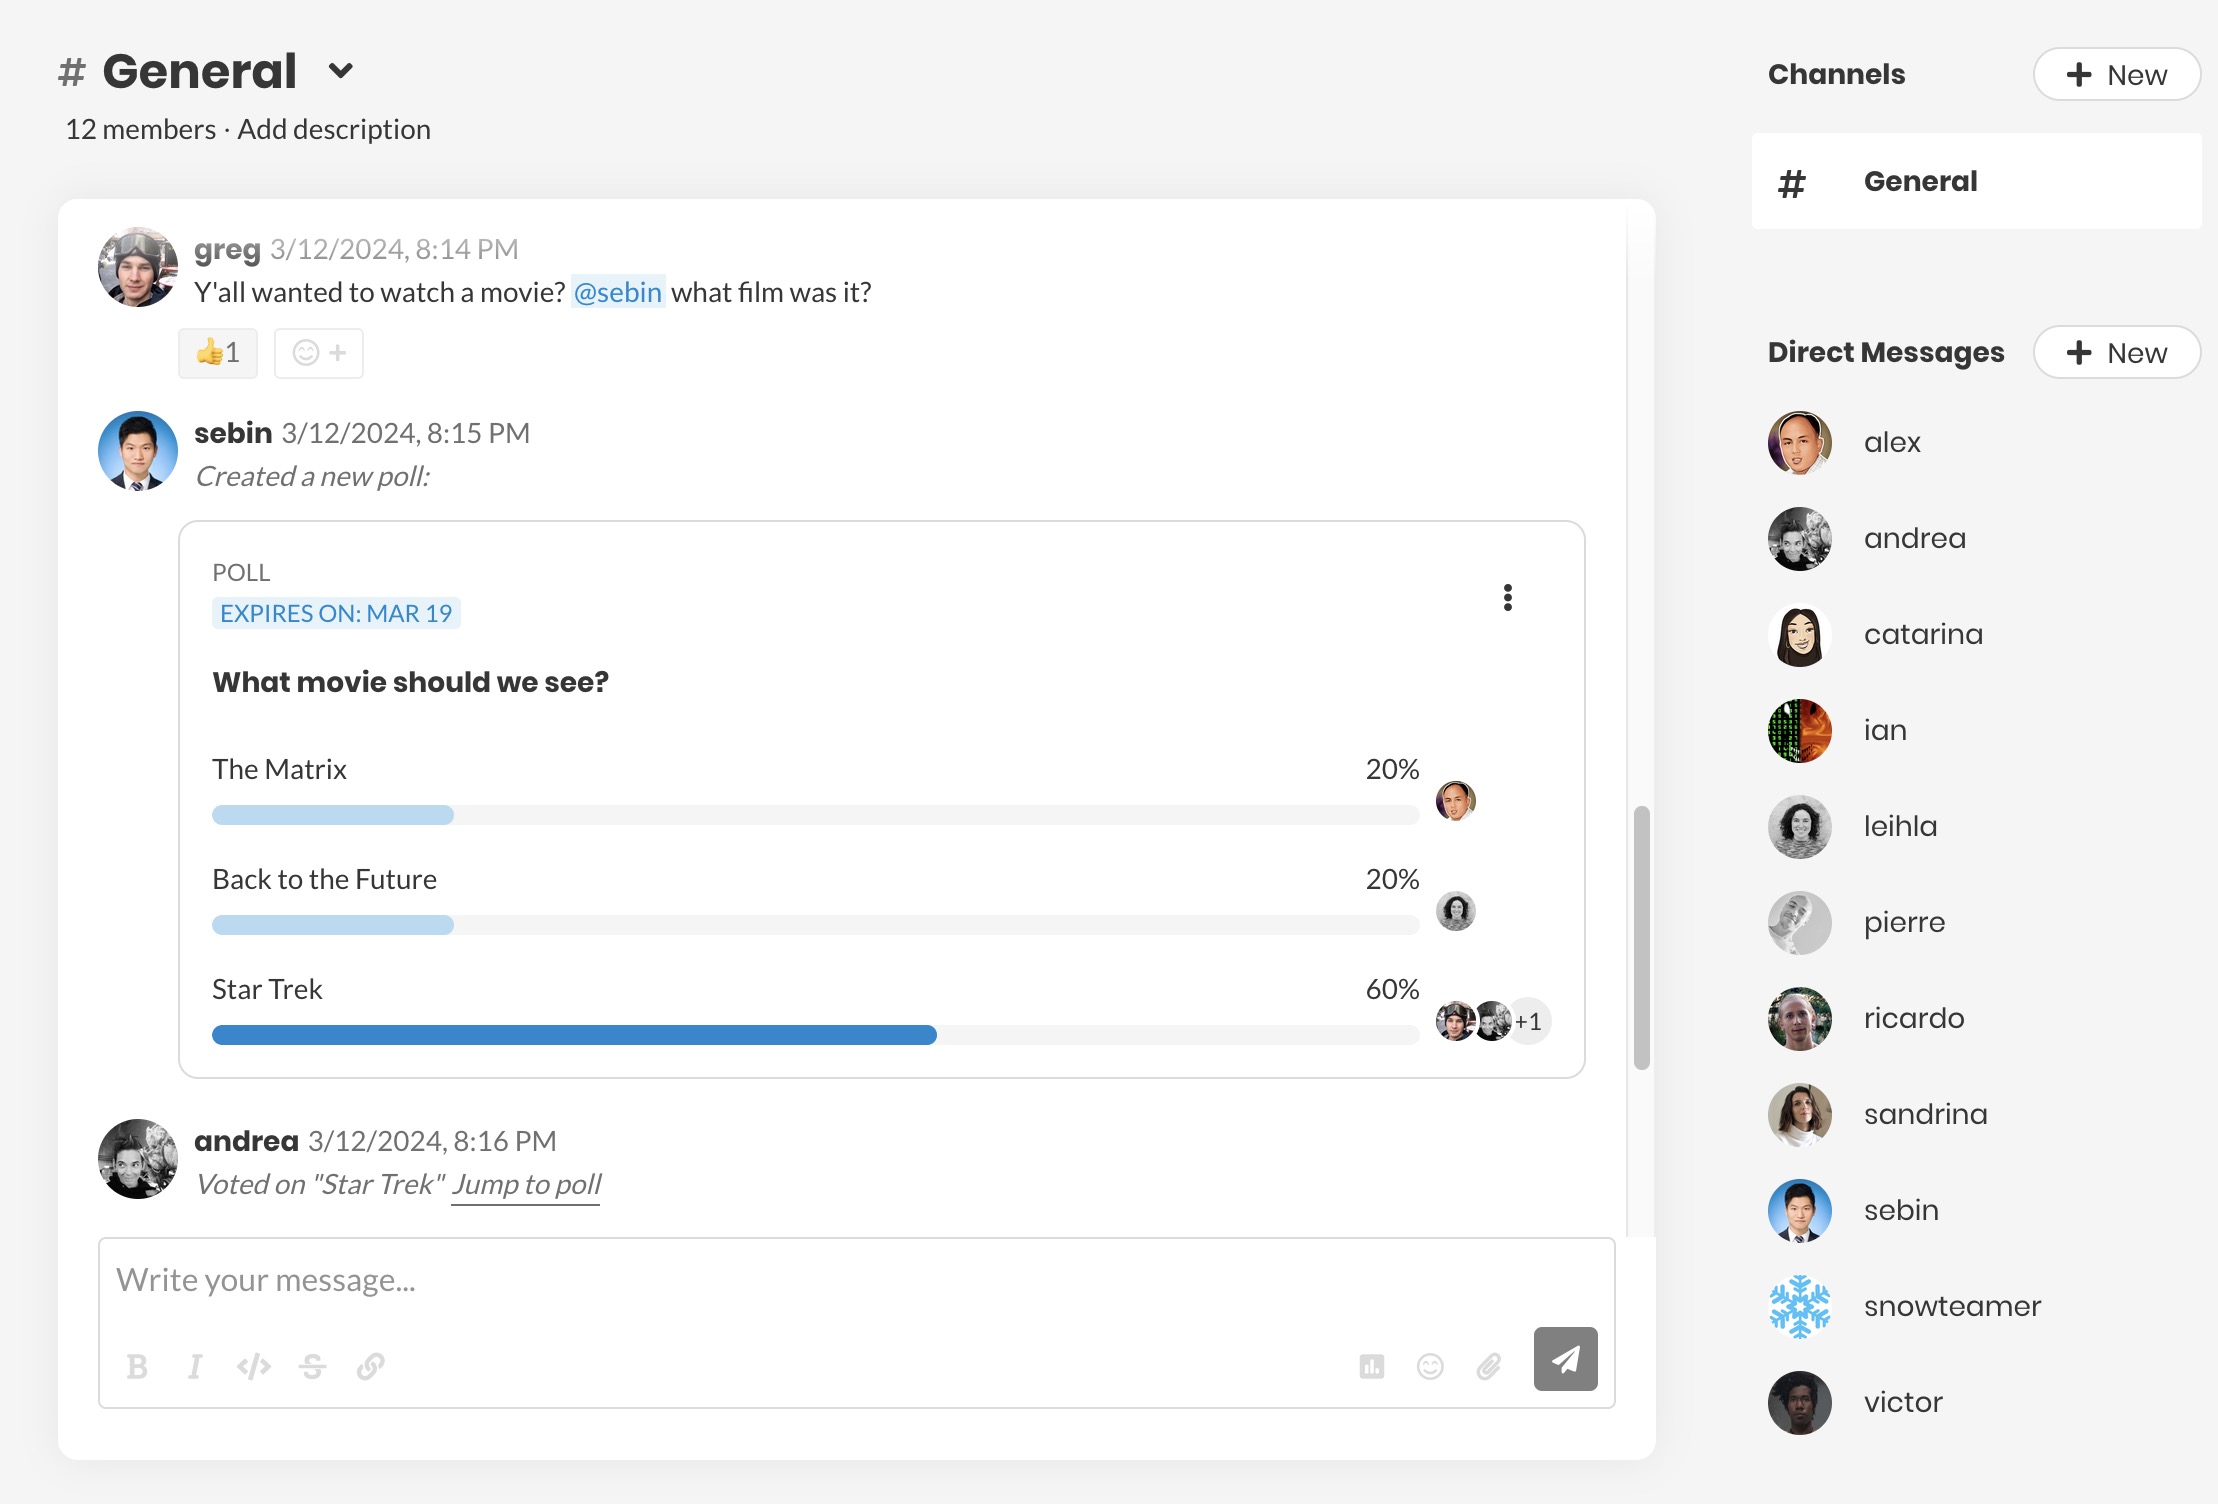 # General
12 members · Add description
greg 3/12/2024, 8:14 PM
Y'all wanted to watch a movie? @sebin what film was it?
👍1
sebin 3/12/2024, 8:15 PM
Created a new poll:
POLL
EXPIRES ON: MAR 19
What movie should we see?
The Matrix 20%
Back to the Future 20%
Star Trek 60%
+1
andrea 3/12/2024, 8:16 PM
Voted on "Star Trek" Jump to poll
Write your message...
B I </> S
Channels + New
# General
Direct Messages + New
alex
andrea
catarina
ian
leihla
pierre
ricardo
sandrina
sebin
snowteamer
victor